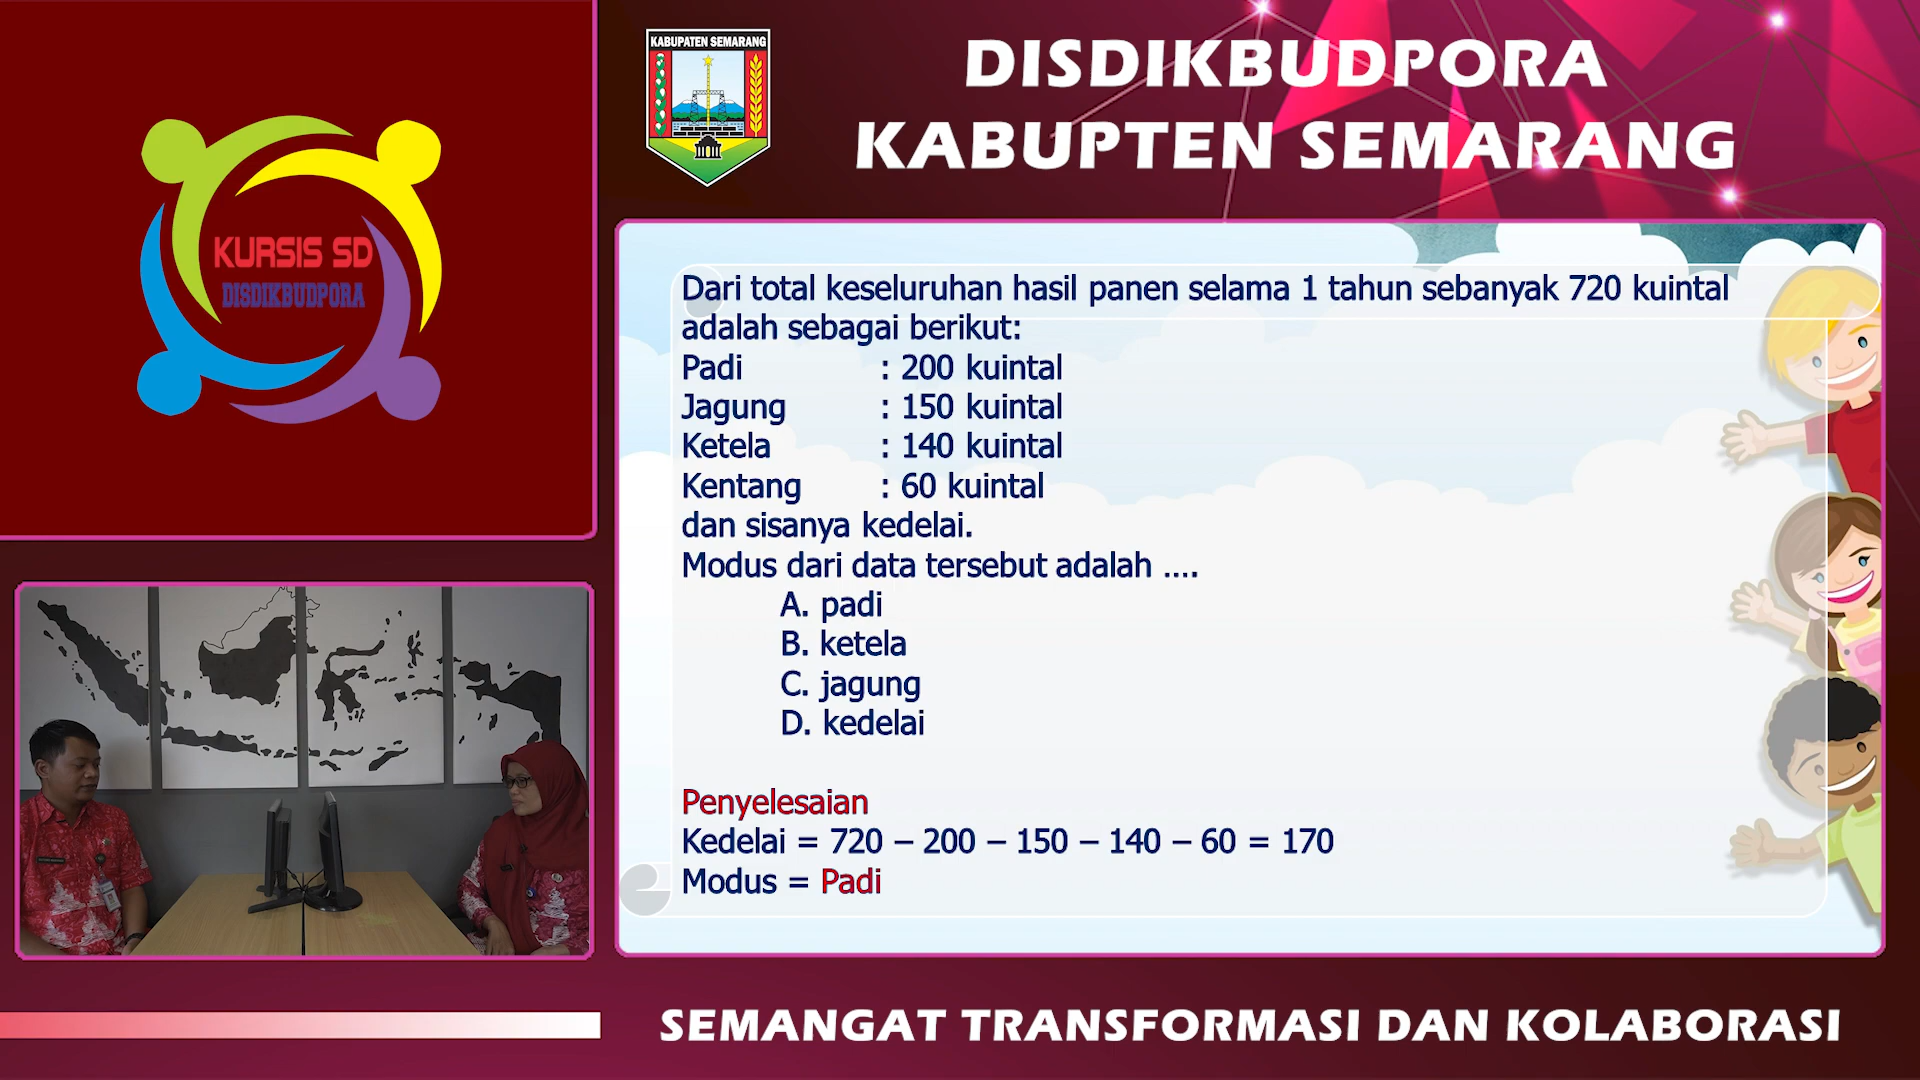 KURSIS SD
DISDIKBUDPORA
KABUPATEN SEMARANG
DISDIKBUDPORA
KABUPTEN SEMARANG
Dari total keseluruhan hasil panen selama 1 tahun sebanyak 720 kuintal
adalah sebagai berikut:
Padi : 200 kuintal
Jagung : 150 kuintal
Ketela : 140 kuintal
Kentang : 60 kuintal
dan sisanya kedelai.
Modus dari data tersebut adalah ....
A. padi
B. ketela
C. jagung
D. kedelai
Penyelesaian
Kedelai = 720 – 200 – 150 – 140 – 60 = 170
Modus = Padi
SEMANGAT TRANSFORMASI DAN KOLABORASI